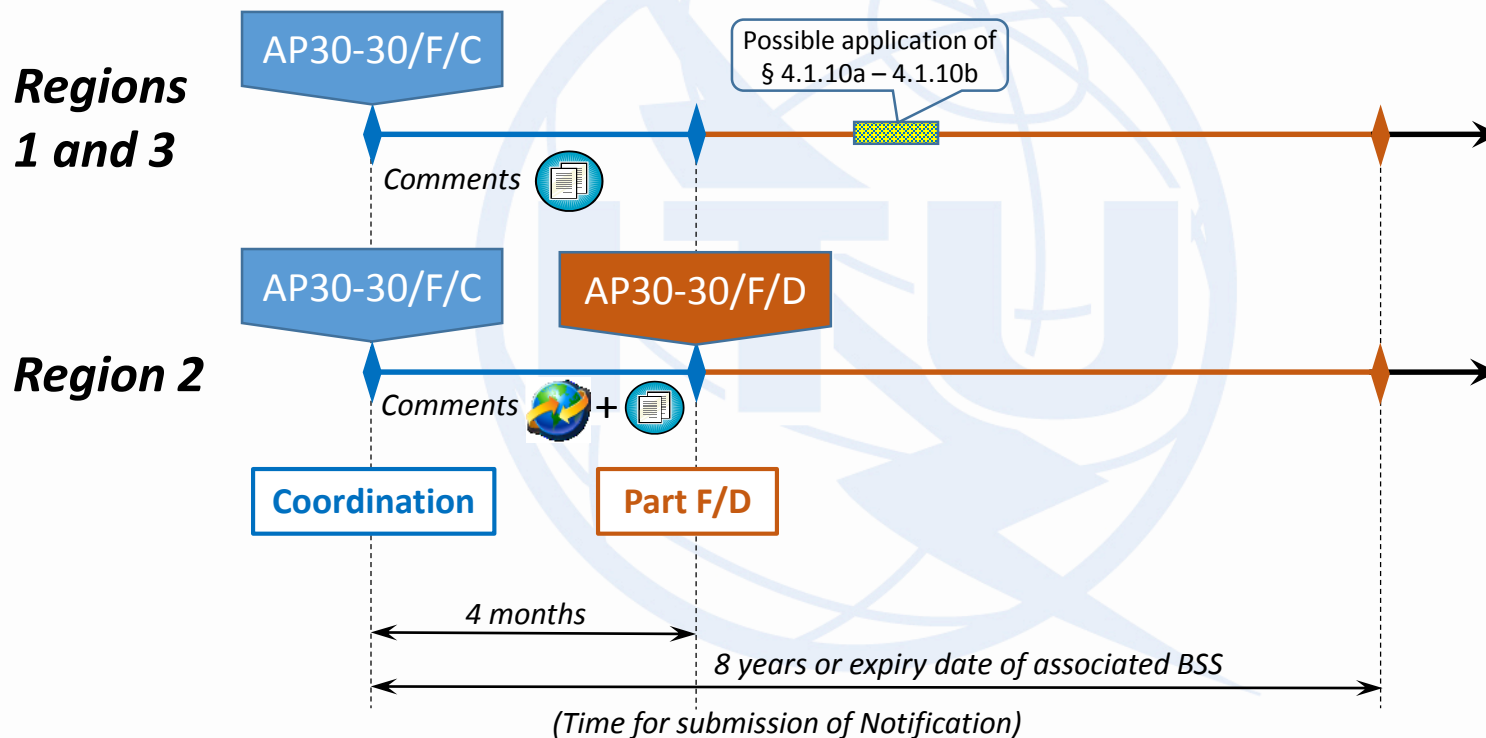 AP30-30/F/C
Possible application of
§ 4.1.10a – 4.1.10b
Regions
1 and 3
Comments
AP30-30/F/C
AP30-30/F/D
Region 2
Comments
+
Coordination
Part F/D
4 months
8 years or expiry date of associated BSS
(Time for submission of Notification)
ITU